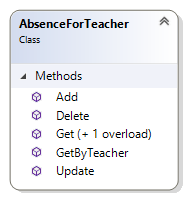 AbsenceForTeacher
Class
Methods
Add
Delete
Get (+ 1 overload)
GetByTeacher
Update